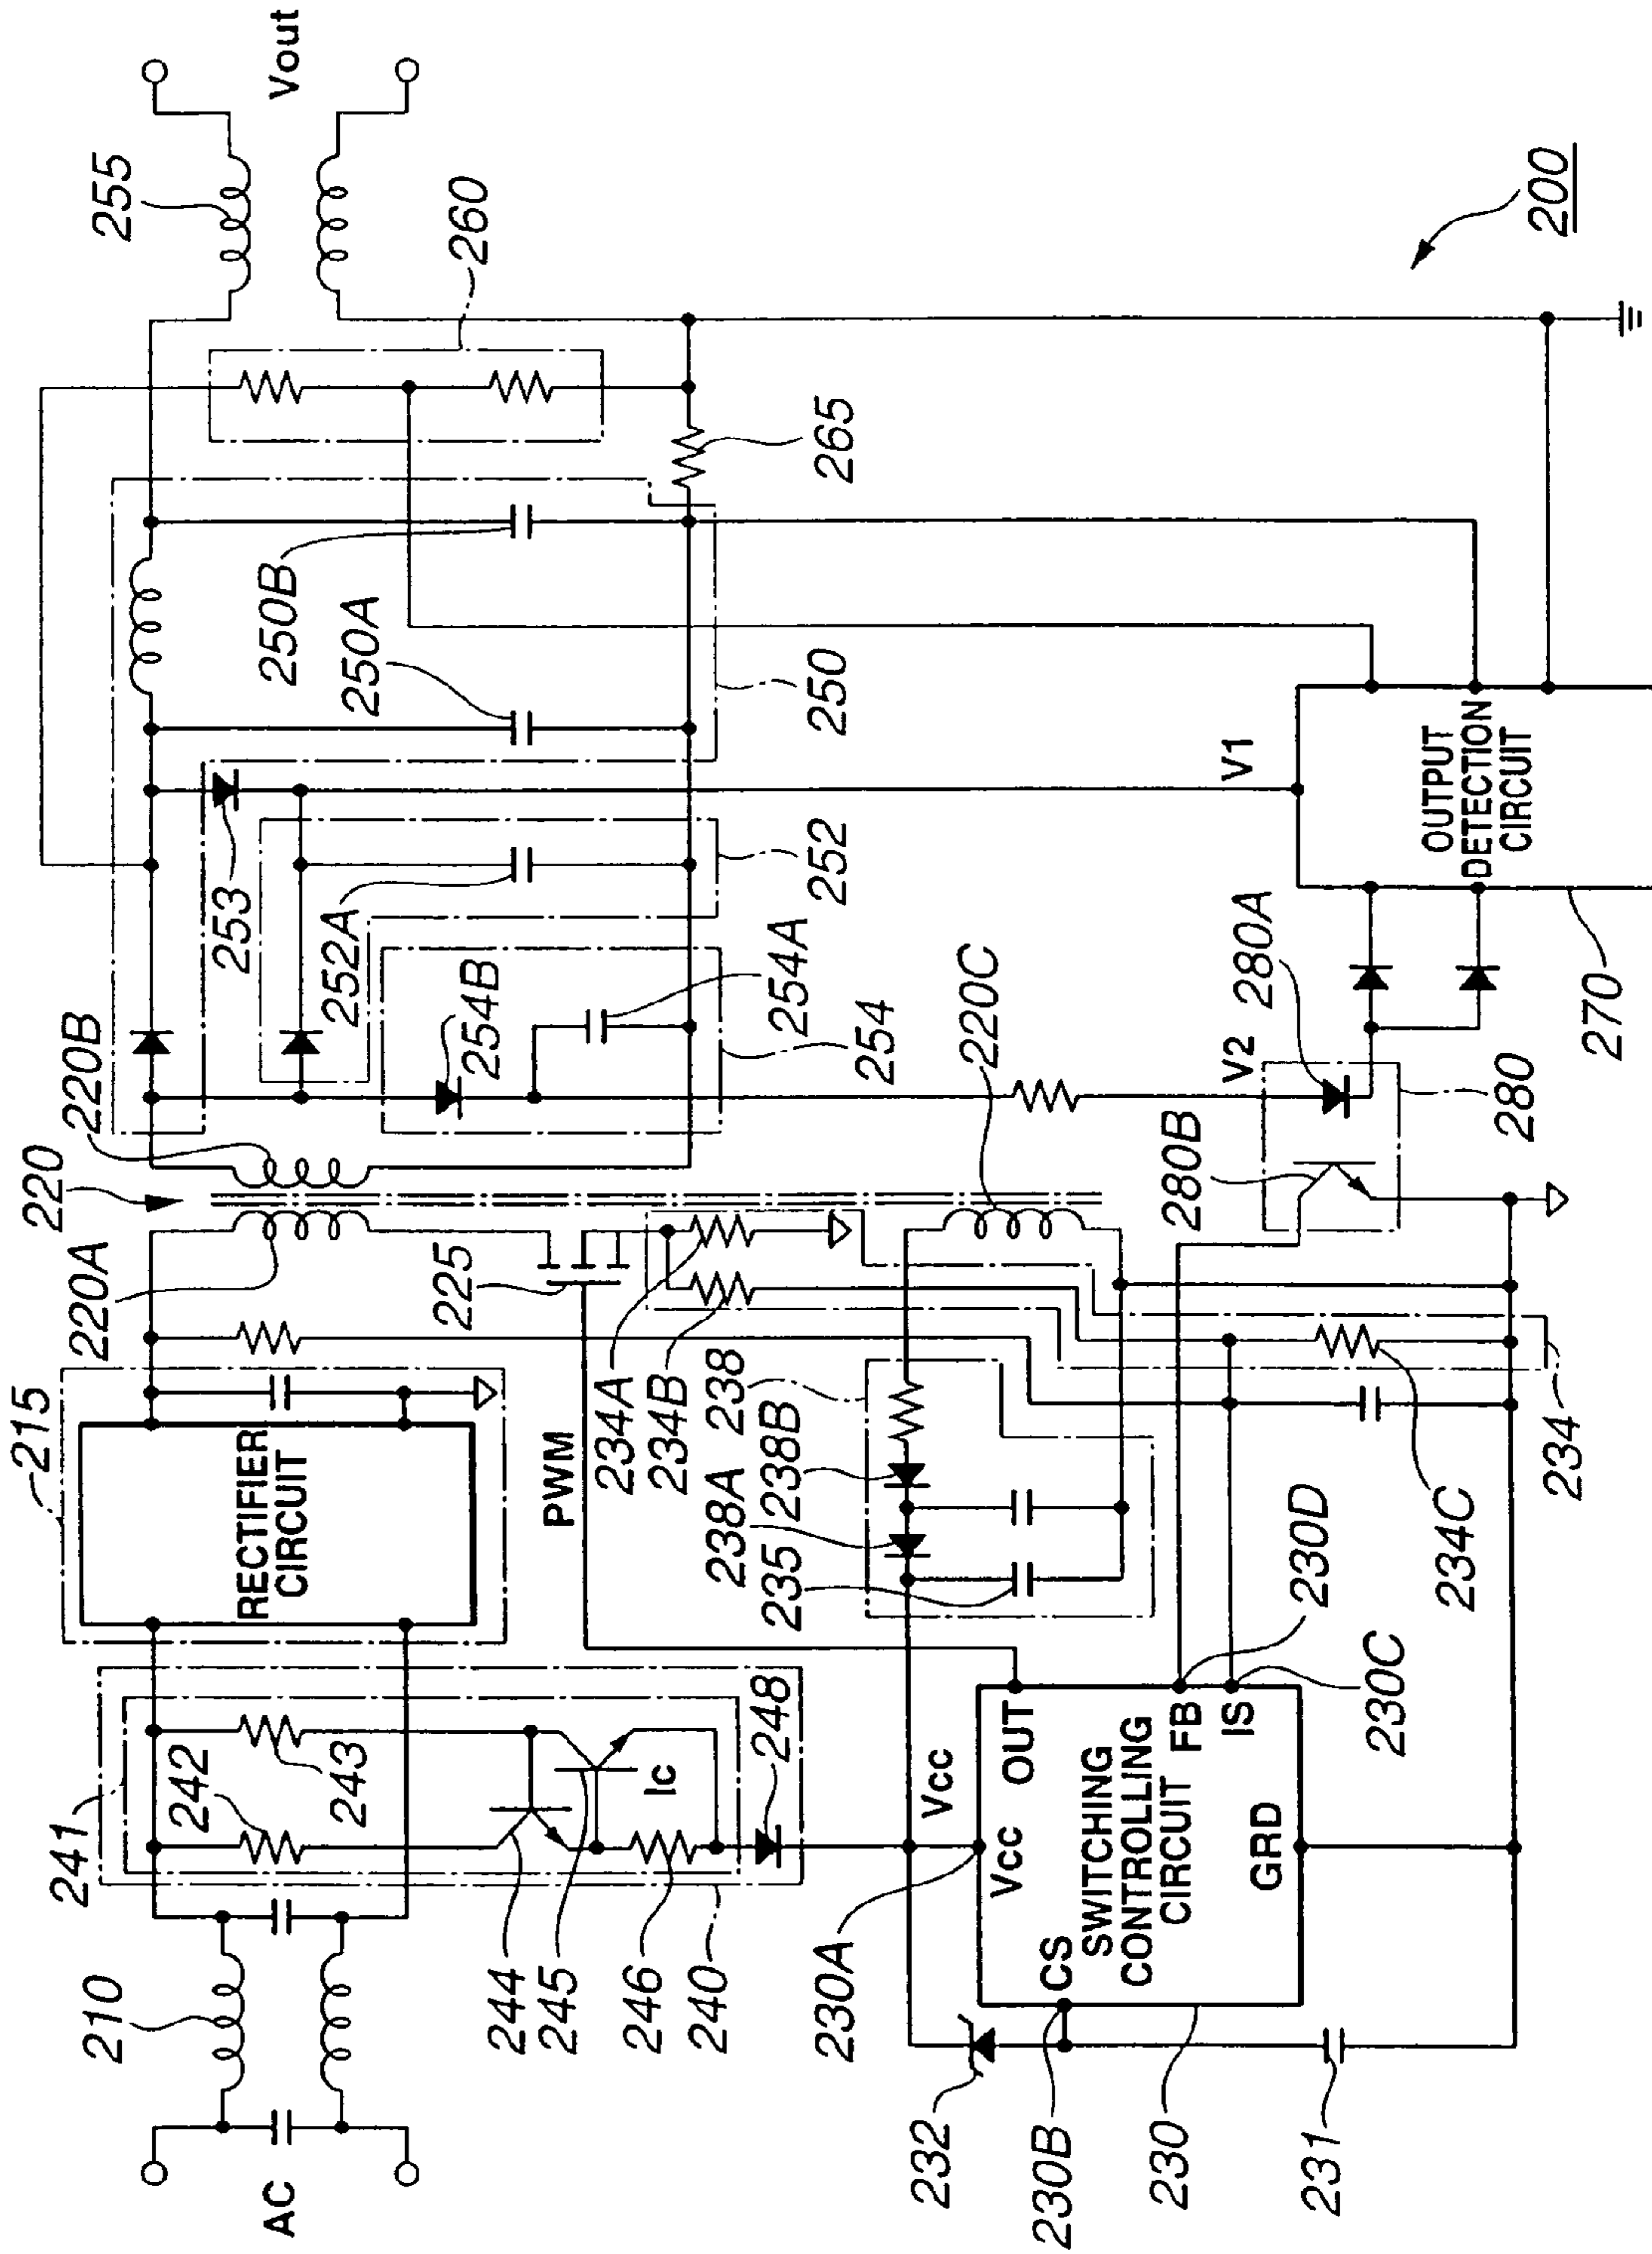 AC
210
241
242
243
244
245
246
240
Ic
248
215
RECTIFIER
CIRCUIT
220A
220
220B
225
PWM
234A
234B
238
238B
238A
235
Vcc
230A
Vcc
OUT
CS
FB
IS
GRD
SWITCHING
CONTROLLING
CIRCUIT
232
230B
230
231
230C
230D
234C
234
220C
253
252A
252
254B
254A
254
250B
250A
250
255
Vout
260
265
V2
280A
280B
280
V1
OUTPUT
DETECTION
CIRCUIT
270
200